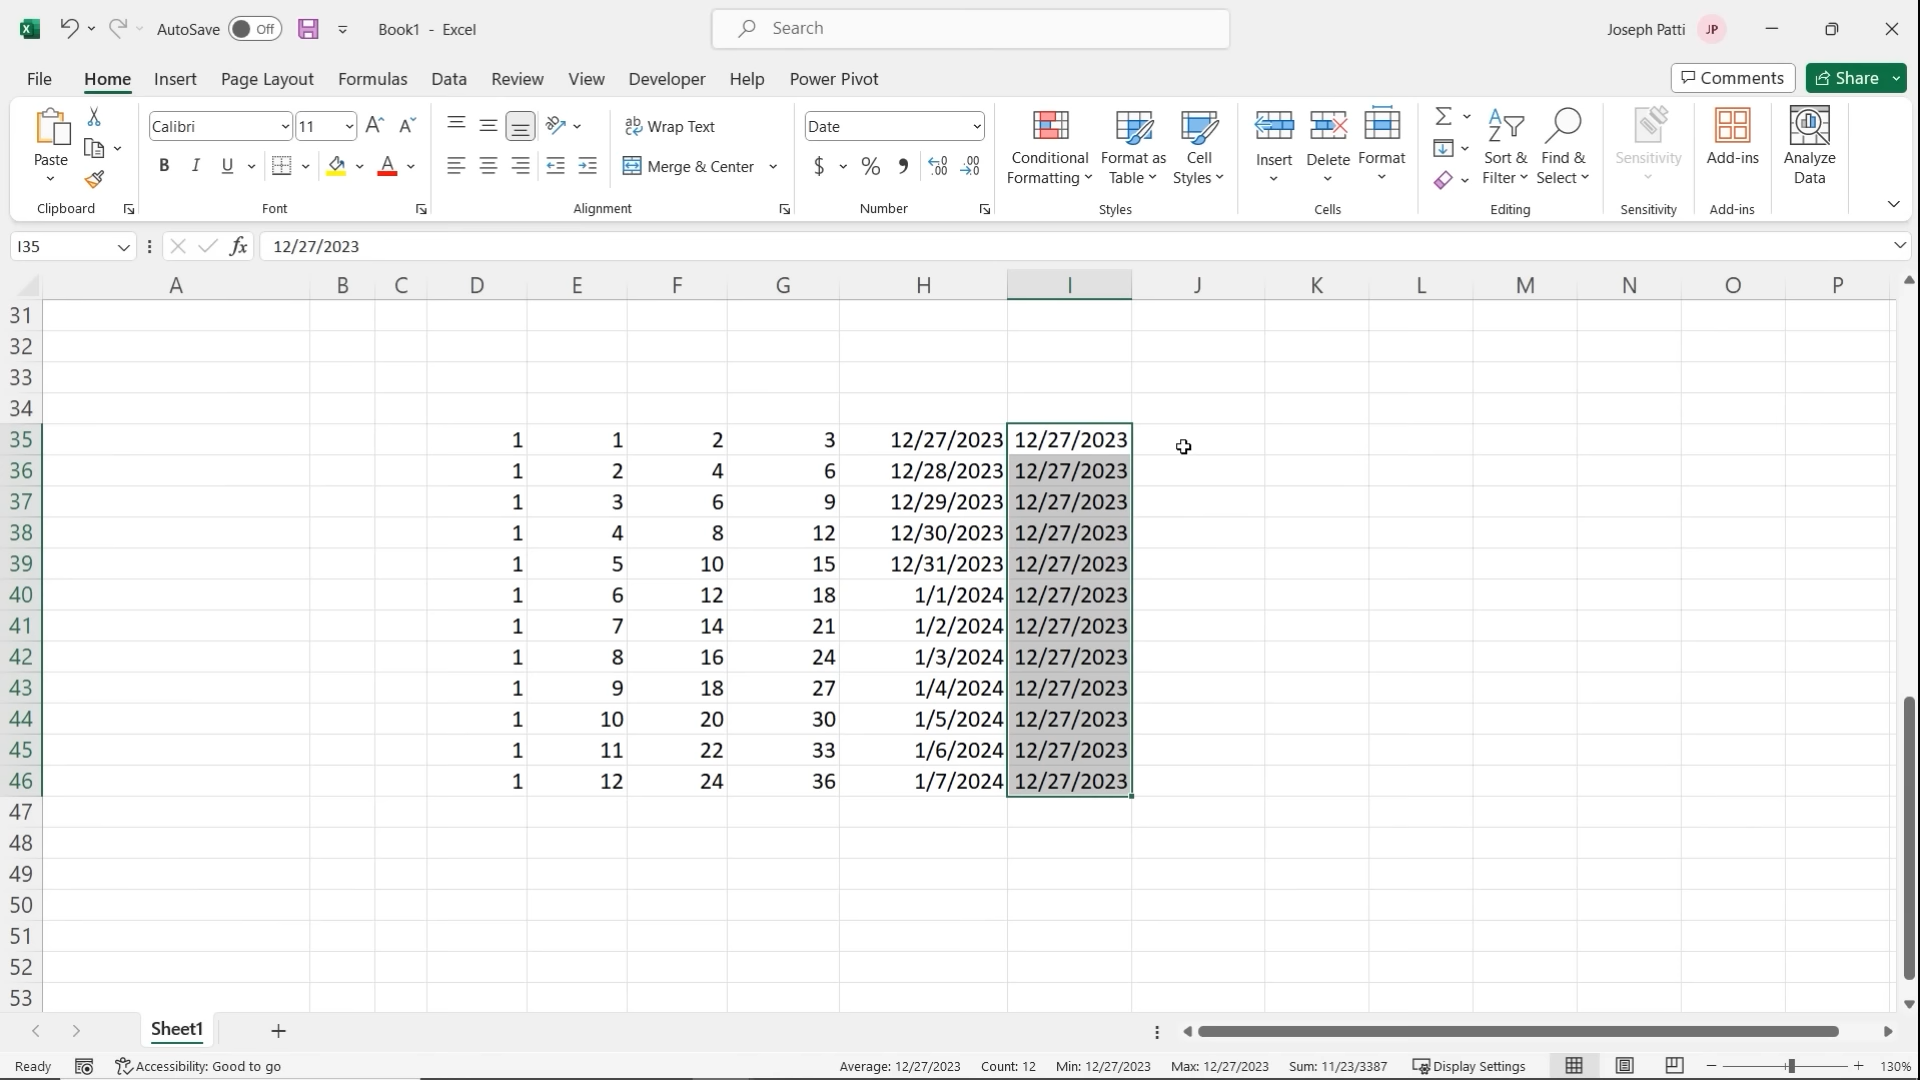 AutoSave Off Book1 - Excel Search Joseph Patti JP
File Home Insert Page Layout Formulas Data Review View Developer Help Power Pivot Comments Share
Paste Calibri 11 Wrap Text Date Conditional Formatting Format as Table Cell Styles Insert Delete Format Sort & Filter Find & Select Sensitivity Add-ins Analyze Data
B I U A Merge & Center $ % , .00
Clipboard Font Alignment Number Styles Cells Editing Sensitivity Add-ins
I35 fx 12/27/2023
A B C D E F G H I J K L M N O P
31
32
33
34
35 1 1 2 3 12/27/2023 12/27/2023
36 1 2 4 6 12/28/2023 12/27/2023
37 1 3 6 9 12/29/2023 12/27/2023
38 1 4 8 12 12/30/2023 12/27/2023
39 1 5 10 15 12/31/2023 12/27/2023
40 1 6 12 18 1/1/2024 12/27/2023
41 1 7 14 21 1/2/2024 12/27/2023
42 1 8 16 24 1/3/2024 12/27/2023
43 1 9 18 27 1/4/2024 12/27/2023
44 1 10 20 30 1/5/2024 12/27/2023
45 1 11 22 33 1/6/2024 12/27/2023
46 1 12 24 36 1/7/2024 12/27/2023
47
48
49
50
51
52
53
Sheet1
Ready Accessibility: Good to go Average: 12/27/2023 Count: 12 Min: 12/27/2023 Max: 12/27/2023 Sum: 11/23/3387 Display Settings 130%